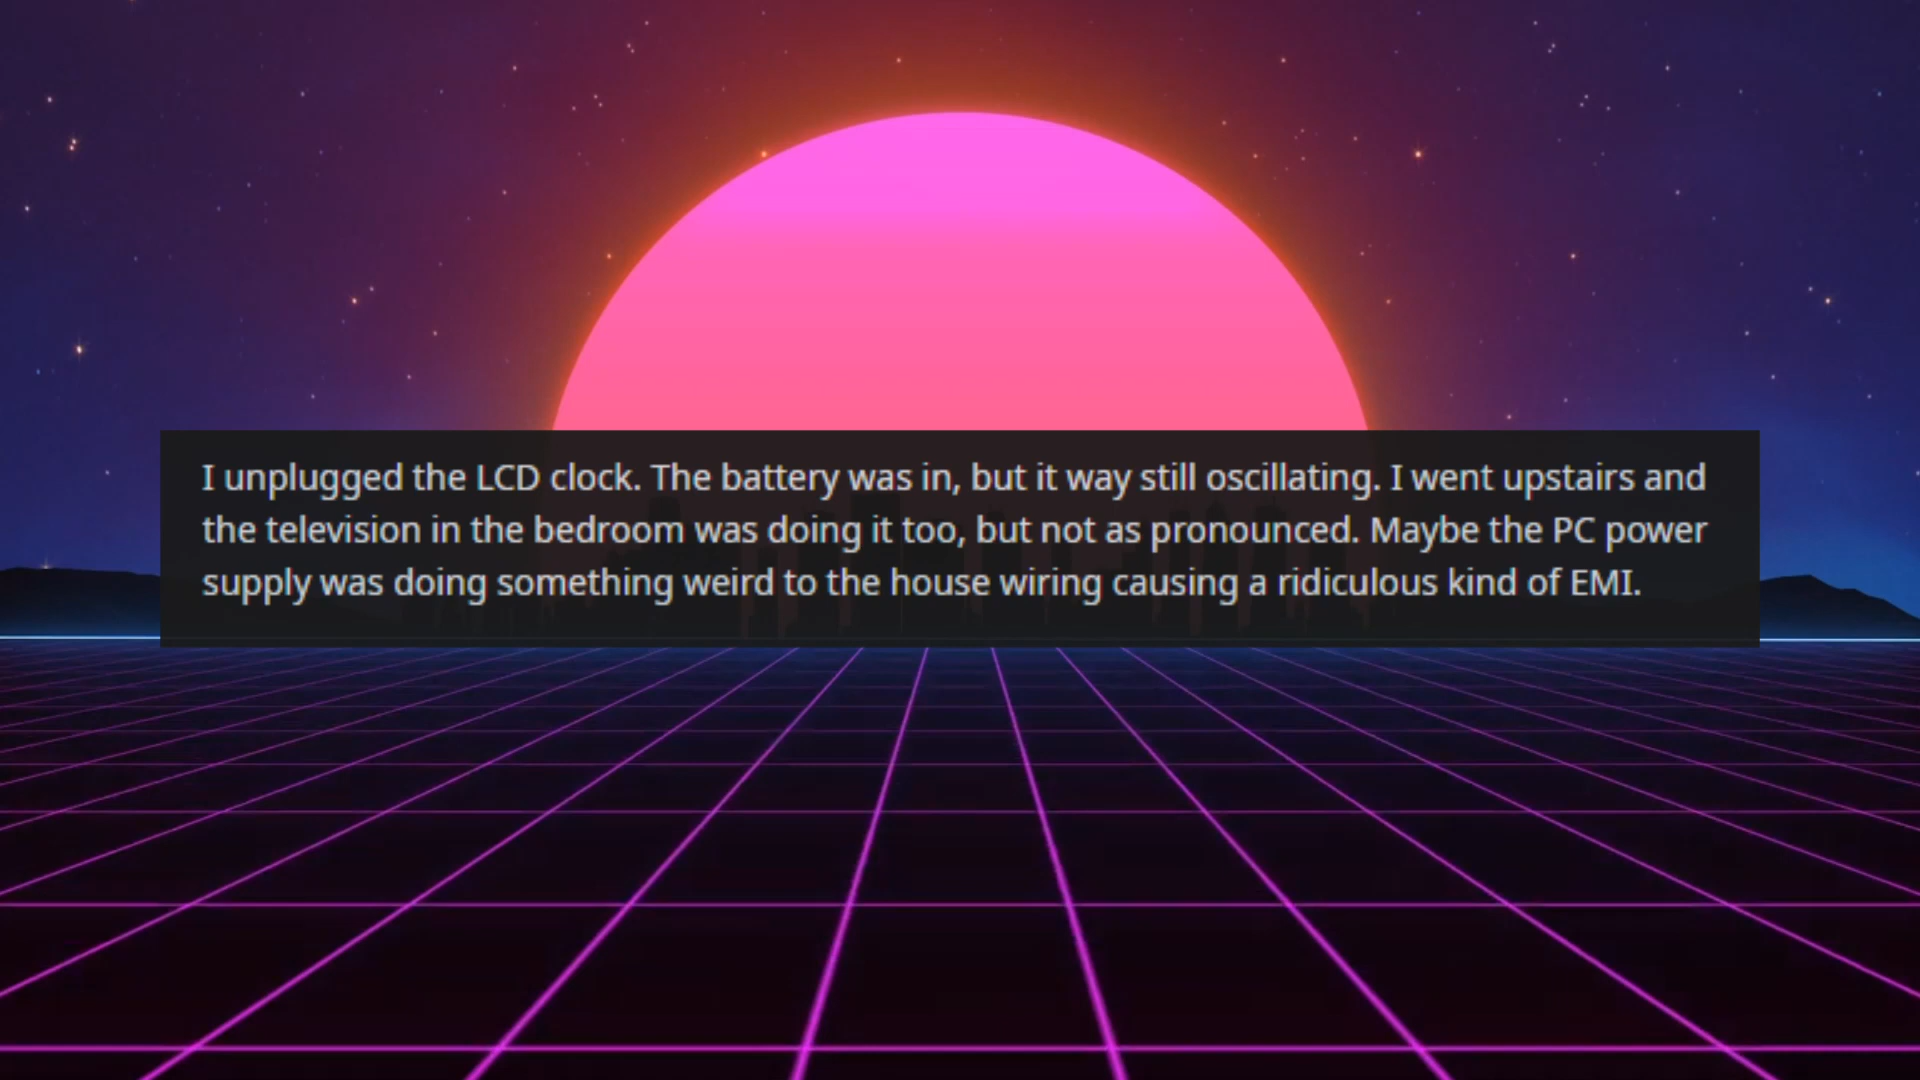 I unplugged the LCD clock. The battery was in, but it way still oscillating. I went upstairs and
the television in the bedroom was doing it too, but not as pronounced. Maybe the PC power
supply was doing something weird to the house wiring causing a ridiculous kind of EMI.